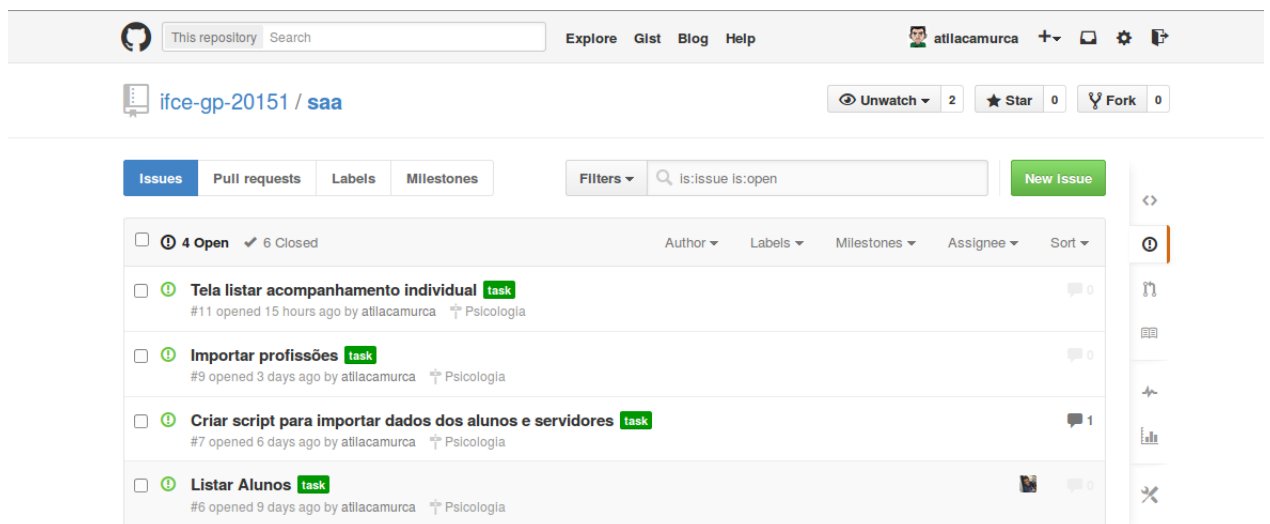 This repository Search Explore Gist Blog Help atilacamurca
ifce-gp-20151 / saa Unwatch 2 Star 0 Fork 0
Issues Pull requests Labels Milestones Filters is:issue is:open New Issue
4 Open 6 Closed Author Labels Milestones Assignee Sort
Tela listar acompanhamento individual task 0
#11 opened 15 hours ago by atilacamurca Psicologia
Importar profissões task 0
#9 opened 3 days ago by atilacamurca Psicologia
Criar script para importar dados dos alunos e servidores task 1
#7 opened 6 days ago by atilacamurca Psicologia
Listar Alunos task 0
#6 opened 9 days ago by atilacamurca Psicologia